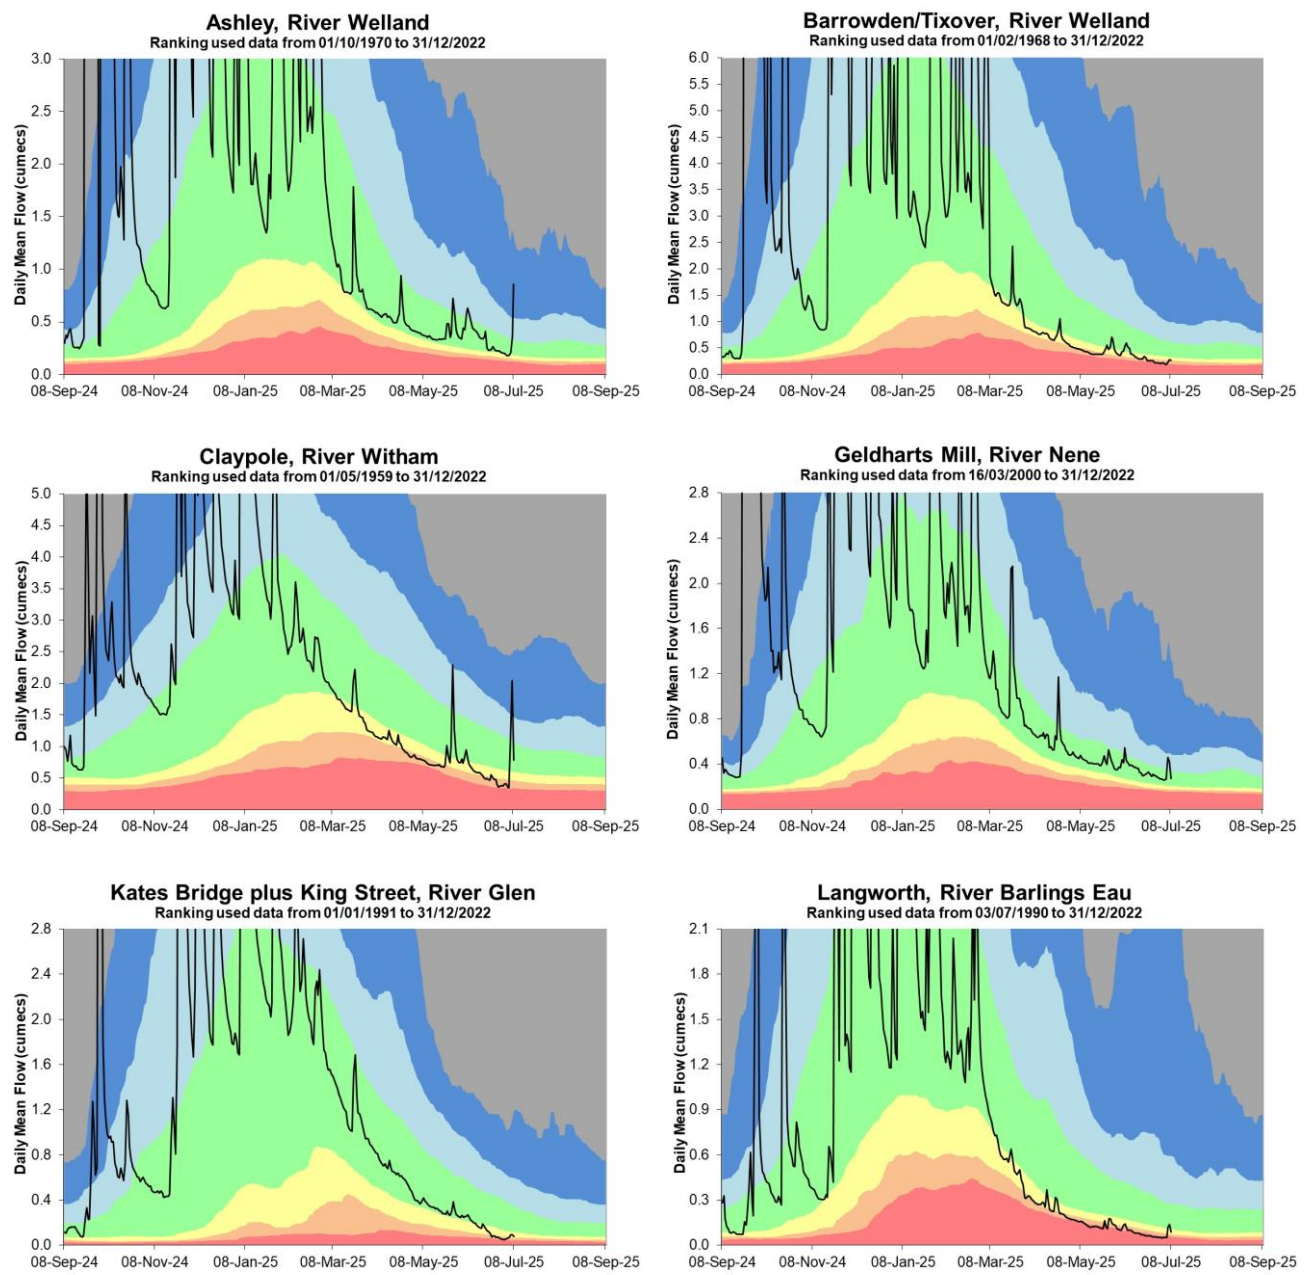 Ashley, River Welland
Ranking used data from 01/10/1970 to 31/12/2022
Daily Mean Flow (cumecs)
3.0
2.5
2.0
1.5
1.0
0.5
0.0
08-Sep-24 08-Nov-24 08-Jan-25 08-Mar-25 08-May-25 08-Jul-25 08-Sep-25
Barrowden/Tixover, River Welland
Ranking used data from 01/02/1968 to 31/12/2022
Daily Mean Flow (cumecs)
6.0
5.5
5.0
4.5
4.0
3.5
3.0
2.5
2.0
1.5
1.0
0.5
0.0
08-Sep-24 08-Nov-24 08-Jan-25 08-Mar-25 08-May-25 08-Jul-25 08-Sep-25
Claypole, River Witham
Ranking used data from 01/05/1959 to 31/12/2022
Daily Mean Flow (cumecs)
5.0
4.5
4.0
3.5
3.0
2.5
2.0
1.5
1.0
0.5
0.0
08-Sep-24 08-Nov-24 08-Jan-25 08-Mar-25 08-May-25 08-Jul-25 08-Sep-25
Geldharts Mill, River Nene
Ranking used data from 16/03/2000 to 31/12/2022
Daily Mean Flow (cumecs)
2.8
2.4
2.0
1.6
1.2
0.8
0.4
0.0
08-Sep-24 08-Nov-24 08-Jan-25 08-Mar-25 08-May-25 08-Jul-25 08-Sep-25
Kates Bridge plus King Street, River Glen
Ranking used data from 01/01/1991 to 31/12/2022
Daily Mean Flow (cumecs)
2.8
2.4
2.0
1.6
1.2
0.8
0.4
0.0
08-Sep-24 08-Nov-24 08-Jan-25 08-Mar-25 08-May-25 08-Jul-25 08-Sep-25
Langworth, River Barlings Eau
Ranking used data from 03/07/1990 to 31/12/2022
Daily Mean Flow (cumecs)
2.1
1.8
1.5
1.2
0.9
0.6
0.3
0.0
08-Sep-24 08-Nov-24 08-Jan-25 08-Mar-25 08-May-25 08-Jul-25 08-Sep-25